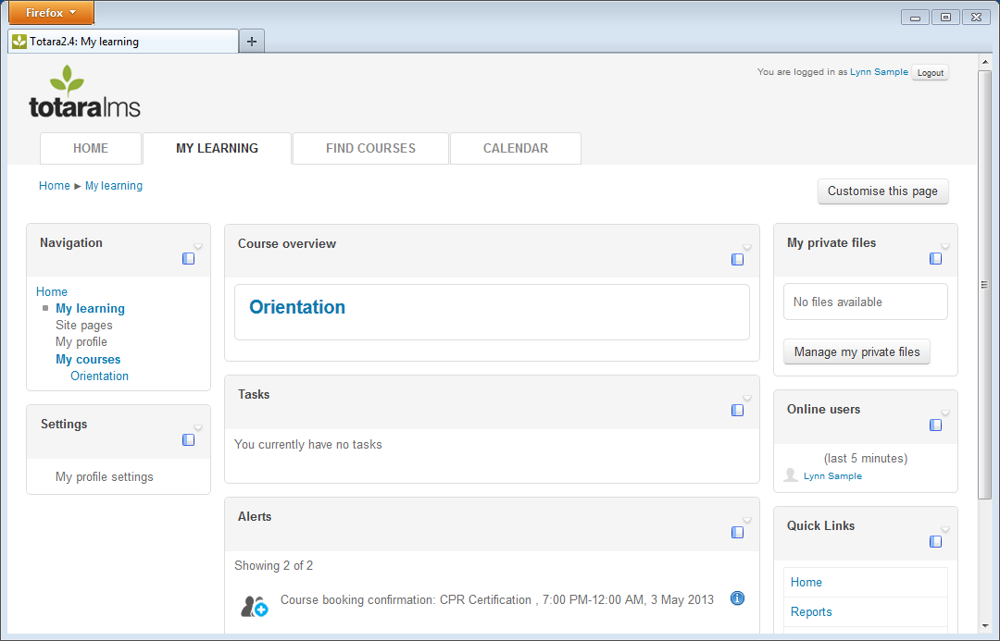 Firefox
Totara2.4: My learning
You are logged in as Lynn Sample Logout
totaralms
HOME MY LEARNING FIND COURSES CALENDAR
Home ► My learning
Customise this page
Navigation
Home
My learning
Site pages
My profile
My courses
Orientation
Settings
My profile settings
Course overview
Orientation
Tasks
You currently have no tasks
Alerts
Showing 2 of 2
Course booking confirmation: CPR Certification , 7:00 PM-12:00 AM, 3 May 2013
My private files
No files available
Manage my private files
Online users
(last 5 minutes)
Lynn Sample
Quick Links
Home
Reports